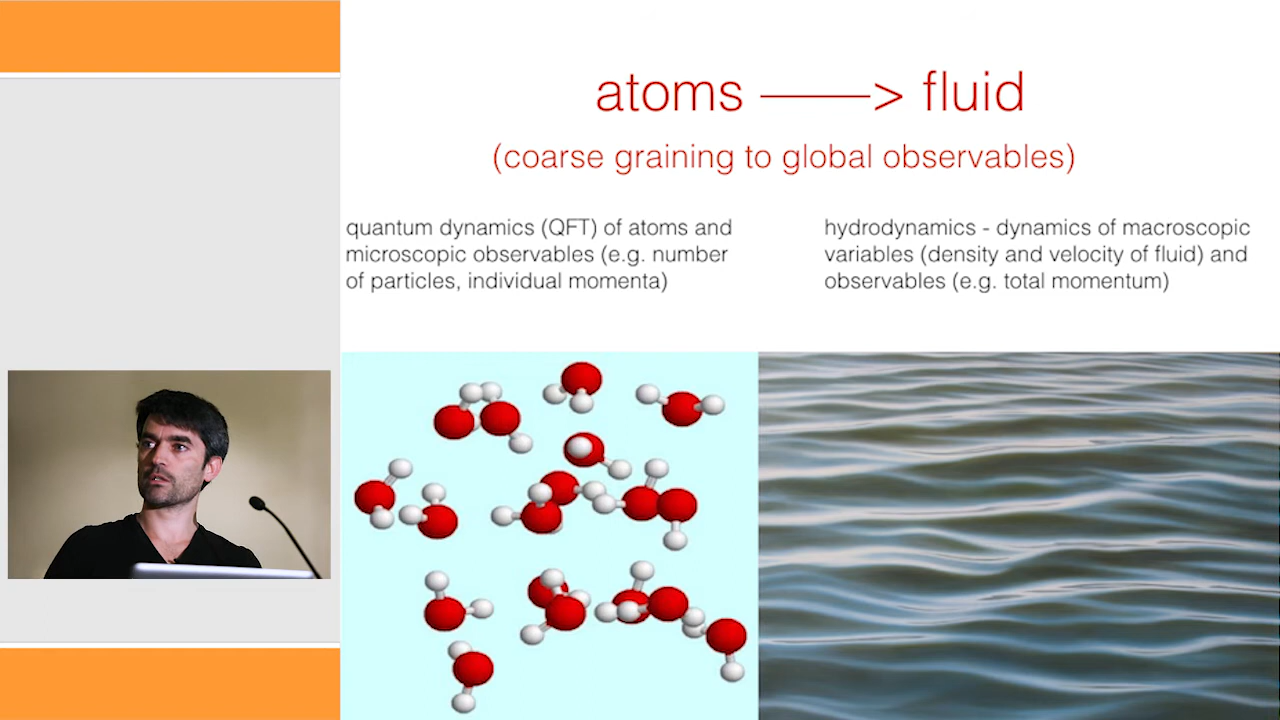 atoms ——> fluid
(coarse graining to global observables)
quantum dynamics (QFT) of atoms and
microscopic observables (e.g. number
of particles, individual momenta)
hydrodynamics - dynamics of macroscopic
variables (density and velocity of fluid) and
observables (e.g. total momentum)